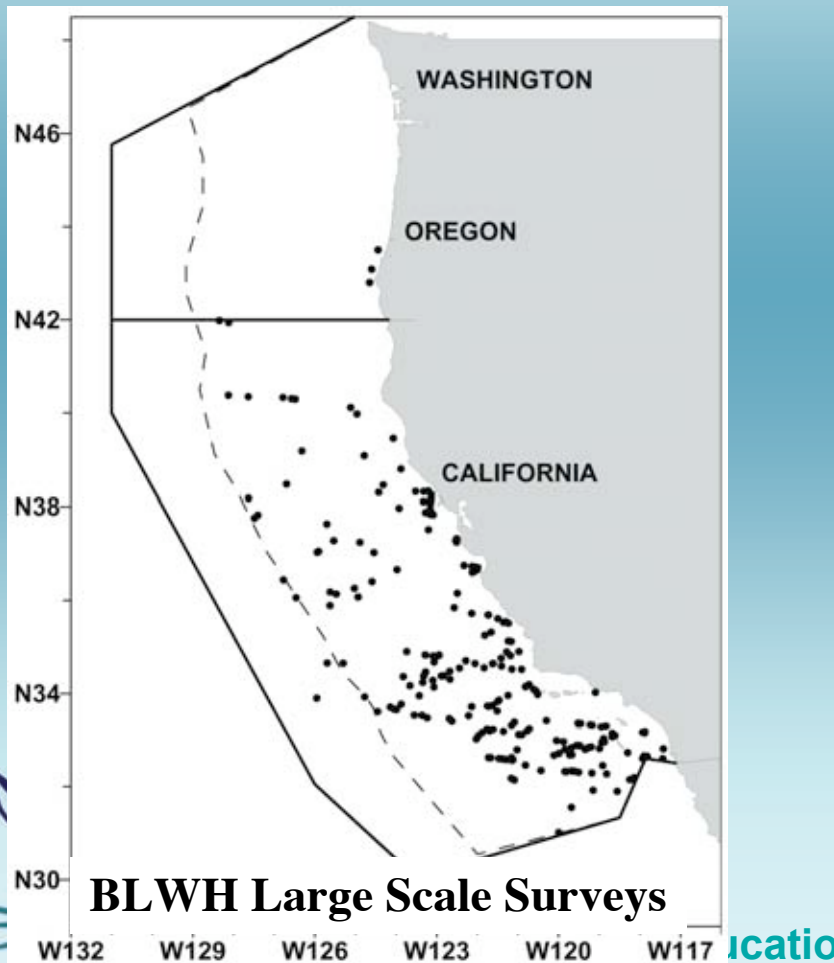 WASHINGTON
N46
OREGON
N42
CALIFORNIA
N38
N34
N30
BLWH Large Scale Surveys
W132 W129 W126 W123 W120 W117
ucatio